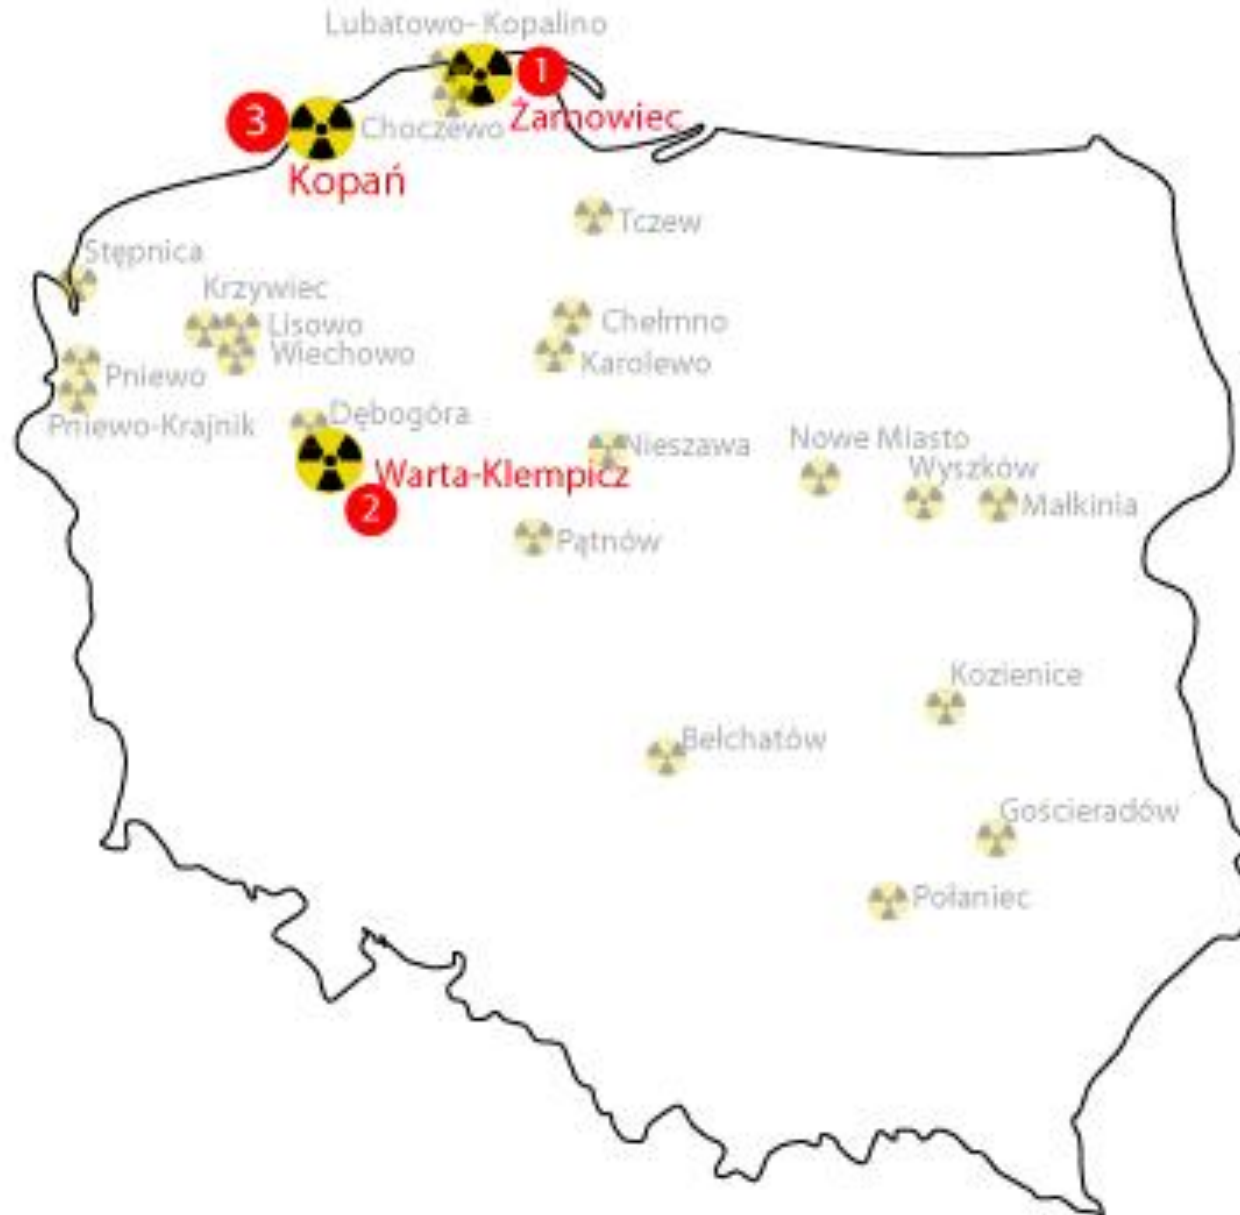 Lubatowo- Kopalino
1
3
Choczewo
Żarnowiec
Kopań
Tczew
Stępnica
Krzywiec
Lisowo
Chełmno
Wiechowo
Karolewo
Pniewo
Pniewo-Krajnik
Dębogóra
Nieszawa
Nowe Miasto
Wyszków
Warta-Klempicz
2
Małkinia
Pątnów
Kozienice
Bełchatów
Gościeradów
Połaniec